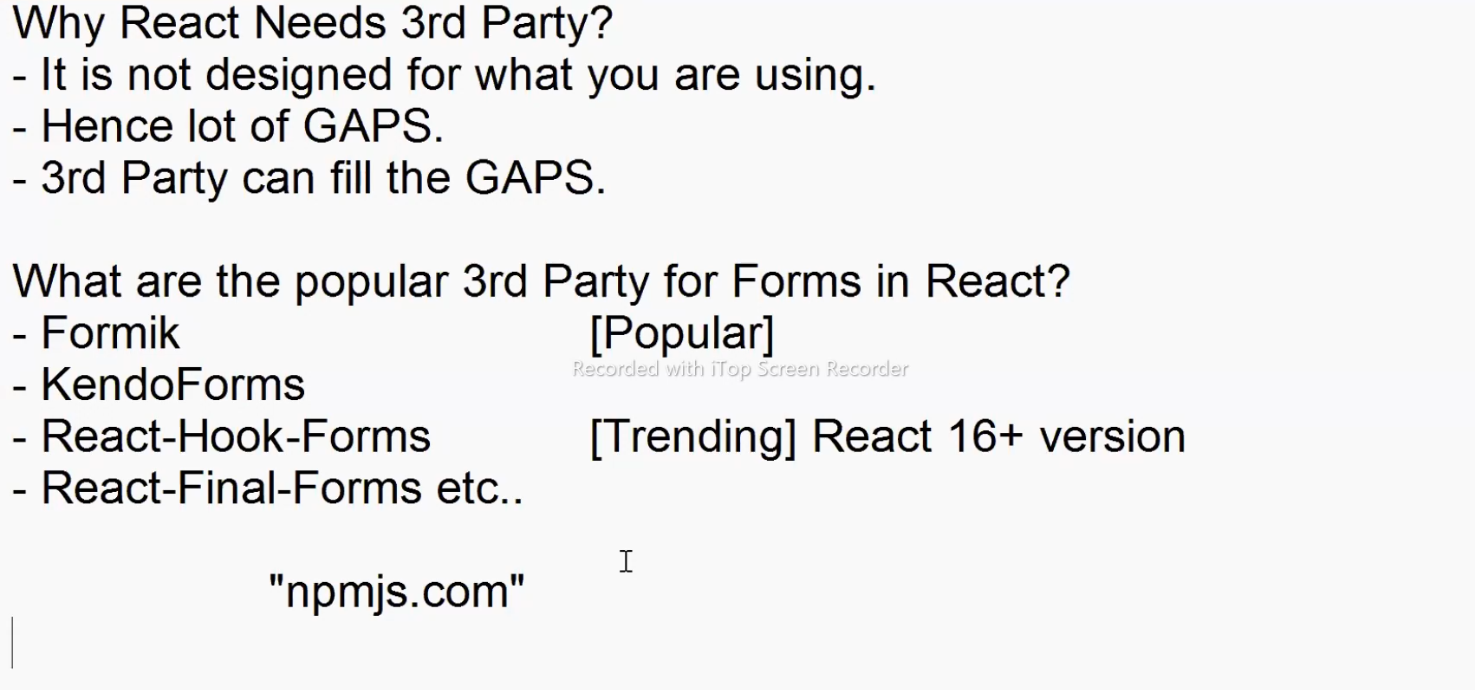 Why React Needs 3rd Party?
- It is not designed for what you are using.
- Hence lot of GAPS.
- 3rd Party can fill the GAPS.
What are the popular 3rd Party for Forms in React?
- Formik [Popular]
Recorded with iTop Screen Recorder
- KendoForms
- React-Hook-Forms [Trending] React 16+ version
- React-Final-Forms etc..
"npmjs.com"